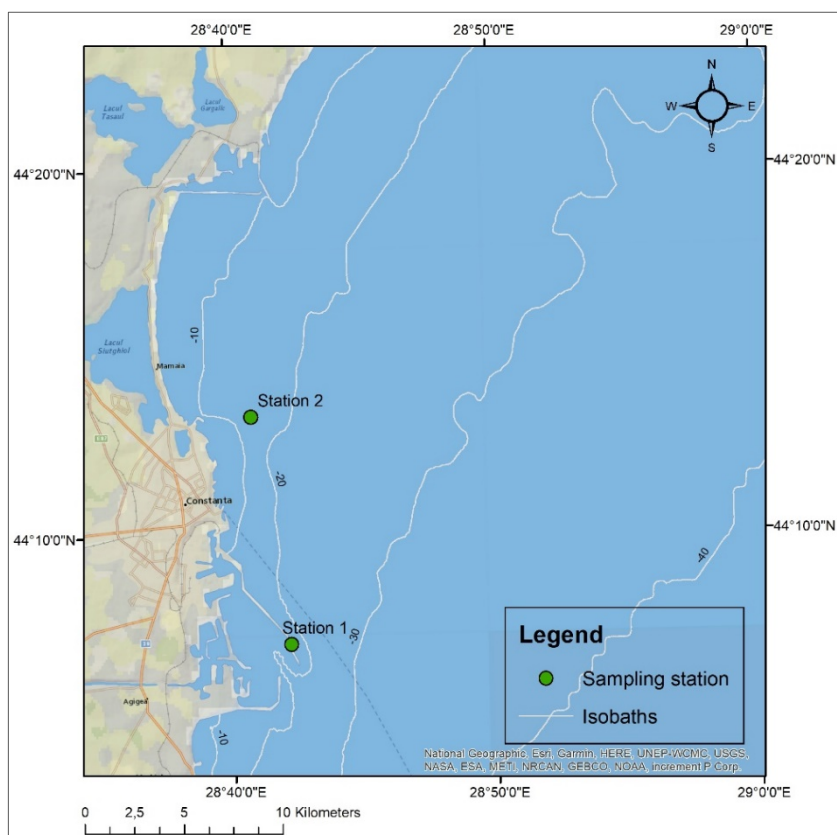 28°40'0"E 28°50'0"E 29°0'0"E
N
W E
S
Lacul
Tasaul
Lacul
Gargalic
44°20'0"N 44°20'0"N
-10
Lacul
Siutghiol
Mamaia
Station 2
-20
Constanta
44°10'0"N 44°10'0"N
-40
Station 1
-30
Legend
Sampling station
Isobaths
Agigea
-10
National Geographic, Esri, Garmin, HERE, UNEP-WCMC, USGS,
NASA, ESA, METI, NRCAN, GEBCO, NOAA, increment P Corp.
28°40'0"E 28°50'0"E 29°0'0"E
0 2,5 5 10 Kilometers